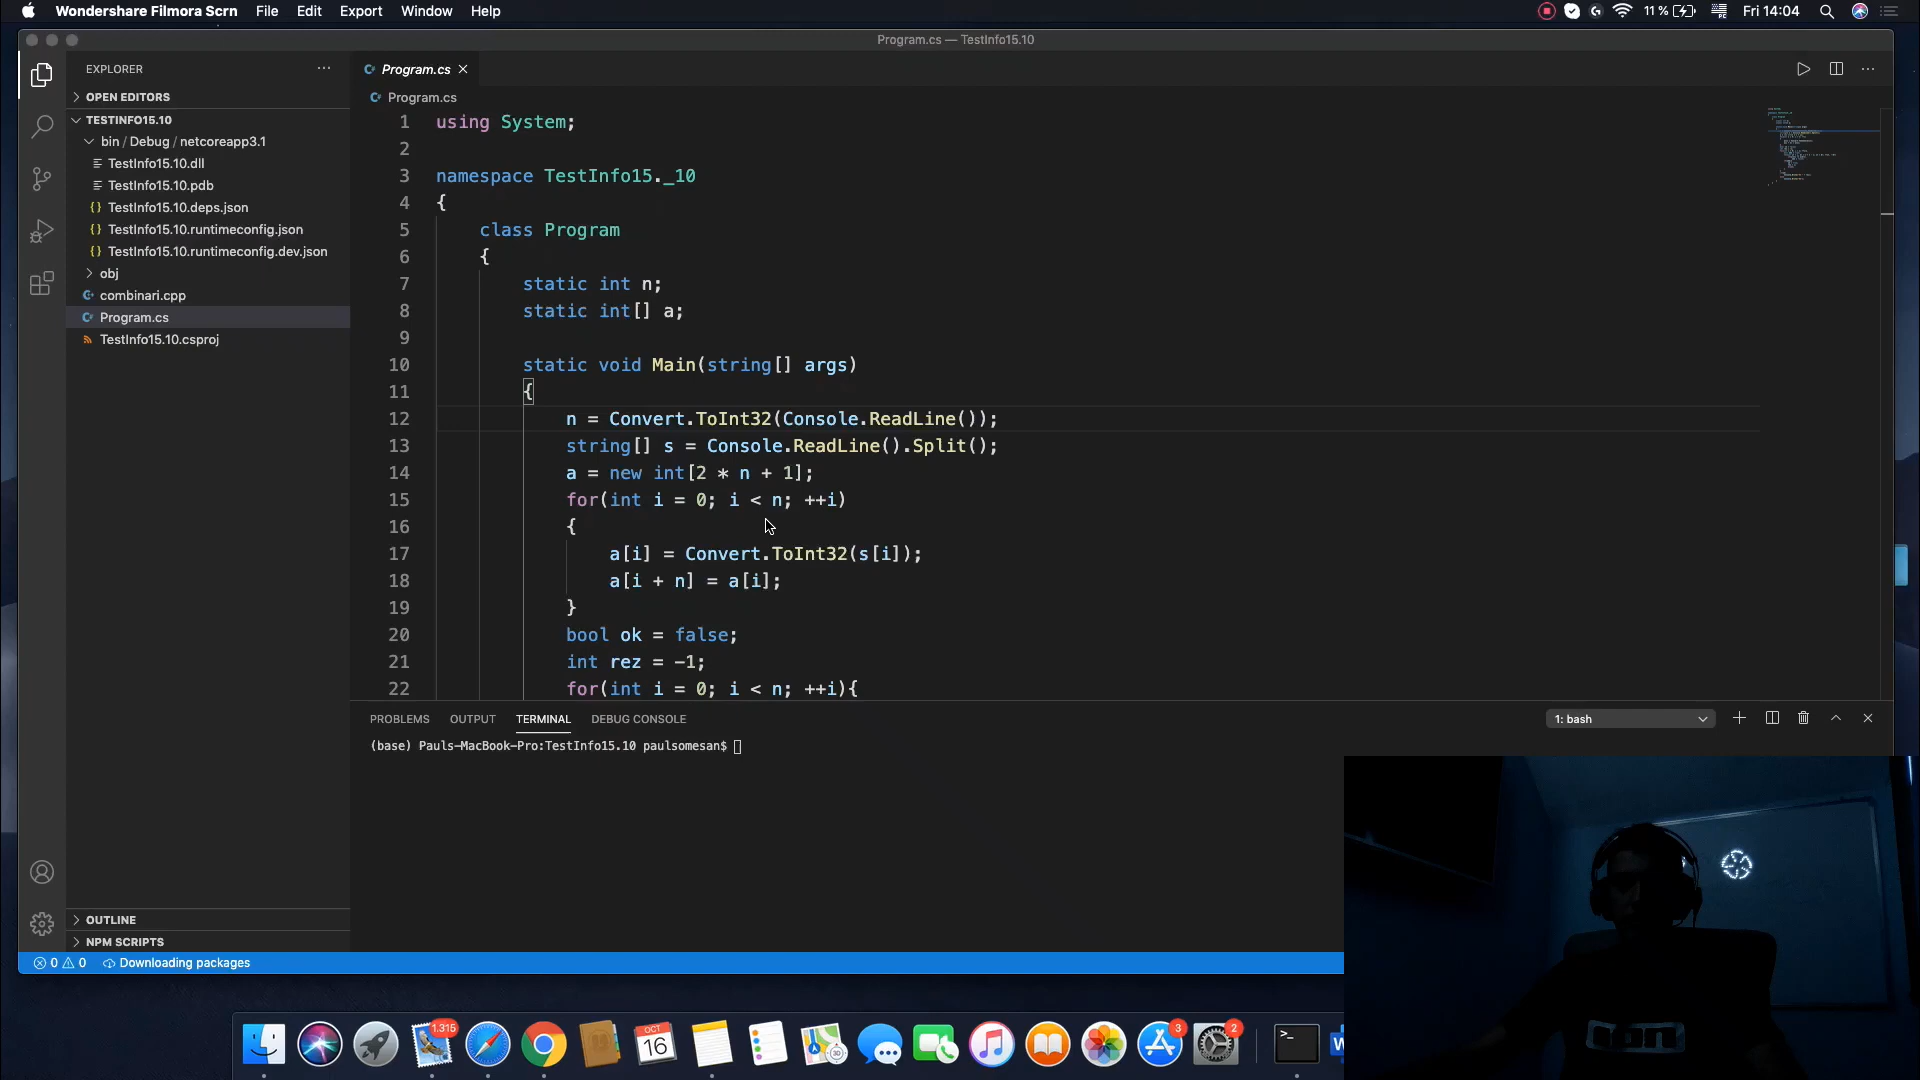 Wondershare Filmora Scrn File Edit Export Window Help
11 % Fri 14:04
Program.cs — TestInfo15.10
EXPLORER
OPEN EDITORS
TESTINFO15.10
bin / Debug / netcoreapp3.1
TestInfo15.10.dll
TestInfo15.10.pdb
{} TestInfo15.10.deps.json
{} TestInfo15.10.runtimeconfig.json
{} TestInfo15.10.runtimeconfig.dev.json
obj
combinari.cpp
Program.cs
TestInfo15.10.csproj
OUTLINE
NPM SCRIPTS
Program.cs
Program.cs
1 using System;
2
3 namespace TestInfo15._10
4 {
5 class Program
6 {
7 static int n;
8 static int[] a;
9
10 static void Main(string[] args)
11 {
12 n = Convert.ToInt32(Console.ReadLine());
13 string[] s = Console.ReadLine().Split();
14 a = new int[2 * n + 1];
15 for(int i = 0; i < n; ++i)
16 {
17 a[i] = Convert.ToInt32(s[i]);
18 a[i + n] = a[i];
19 }
20 bool ok = false;
21 int rez = -1;
22 for(int i = 0; i < n; ++i){
PROBLEMS OUTPUT TERMINAL DEBUG CONSOLE
1: bash
(base) Pauls-MacBook-Pro:TestInfo15.10 paulsomesan$
0 0 Downloading packages
1.315
OCT
16
3
2